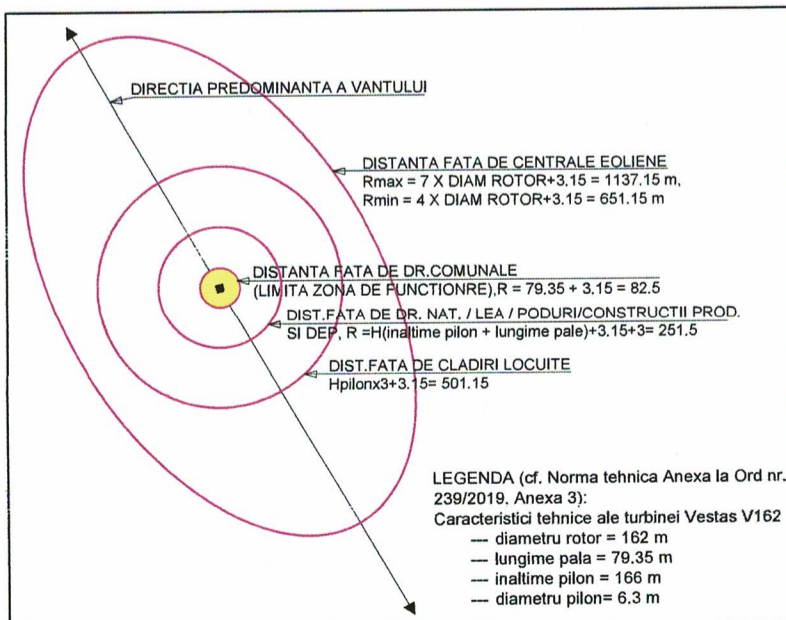 DIRECTIA PREDOMINANTA A VANTULUI
DISTANTA FATA DE CENTRALE EOLIENE
Rmax = 7 X DIAM ROTOR+3.15 = 1137.15 m,
Rmin = 4 X DIAM ROTOR+3.15 = 651.15 m
DISTANTA FATA DE DR.COMUNALE
(LIMITA ZONA DE FUNCTIONRE),R = 79.35 + 3.15 = 82.5
DIST.FATA DE DR. NAT. / LEA / PODURI/CONSTRUCTII PROD.
SI DEP, R =H(inaltime pilon + lungime pale)+3.15+3= 251.5
DIST.FATA DE CLADIRI LOCUITE
Hpilonx3+3.15= 501.15
LEGENDA (cf. Norma tehnica Anexa la Ord nr.
239/2019. Anexa 3):
Caracteristici tehnice ale turbinei Vestas V162
--- diametru rotor = 162 m
--- lungime pala = 79.35 m
--- inaltime pilon = 166 m
--- diametru pilon= 6.3 m